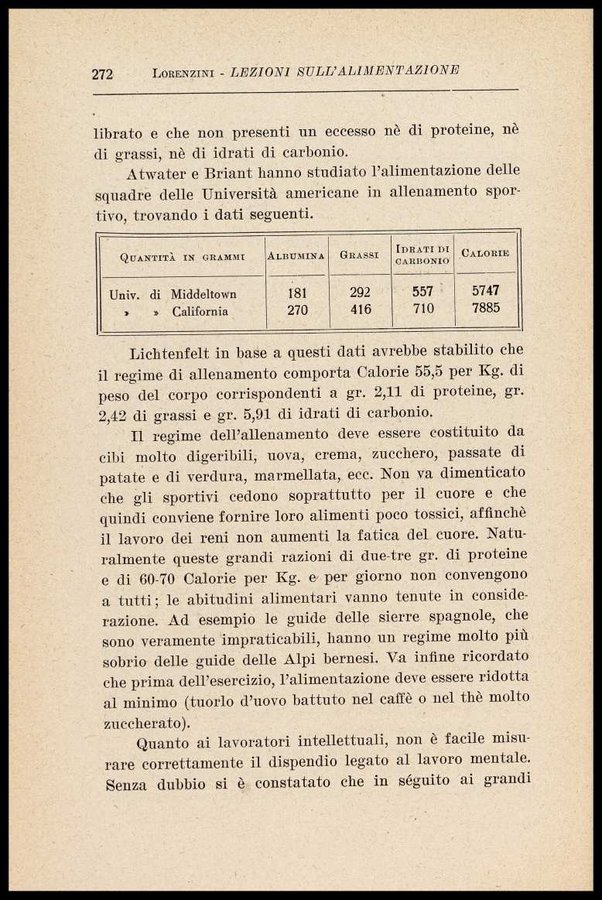 272 LORENZINI - LEZIONI SULL'ALIMENTAZIONE
librato e che non presenti un eccesso nè di proteine, nè
di grassi, nè di idrati di carbonio.
Atwater e Briant hanno studiato l'alimentazione delle
squadre delle Università americane in allenamento spor-
tivo, trovando i dati seguenti.
QUANTITÀ IN GRAMMI ALBUMINA GRASSI IDRATI DI CARBONIO CALORIE
Univ. di Middeltown 181 292 557 5747
» » California 270 416 710 7885
Lichtenfelt in base a questi dati avrebbe stabilito che
il regime di allenamento comporta Calorie 55,5 per Kg. di
peso del corpo corrispondenti a gr. 2,11 di proteine, gr.
2,42 di grassi e gr. 5,91 di idrati di carbonio.
Il regime dell'allenamento deve essere costituito da
cibi molto digeribili, uova, crema, zucchero, passate di
patate e di verdura, marmellata, ecc. Non va dimenticato
che gli sportivi cedono soprattutto per il cuore e che
quindi conviene fornire loro alimenti poco tossici, affinchè
il lavoro dei reni non aumenti la fatica del cuore. Natu-
ralmente queste grandi razioni di due-tre gr. di proteine
e di 60-70 Calorie per Kg. e per giorno non convengono
a tutti; le abitudini alimentari vanno tenute in conside-
razione. Ad esempio le guide delle sierre spagnole, che
sono veramente impraticabili, hanno un regime molto più
sobrio delle guide delle Alpi bernesi. Va infine ricordato
che prima dell'esercizio, l'alimentazione deve essere ridotta
al minimo (tuorlo d'uovo battuto nel caffè o nel thè molto
zuccherato).
Quanto ai lavoratori intellettuali, non è facile misu-
rare correttamente il dispendio legato al lavoro mentale.
Senza dubbio si è constatato che in séguito ai grandi